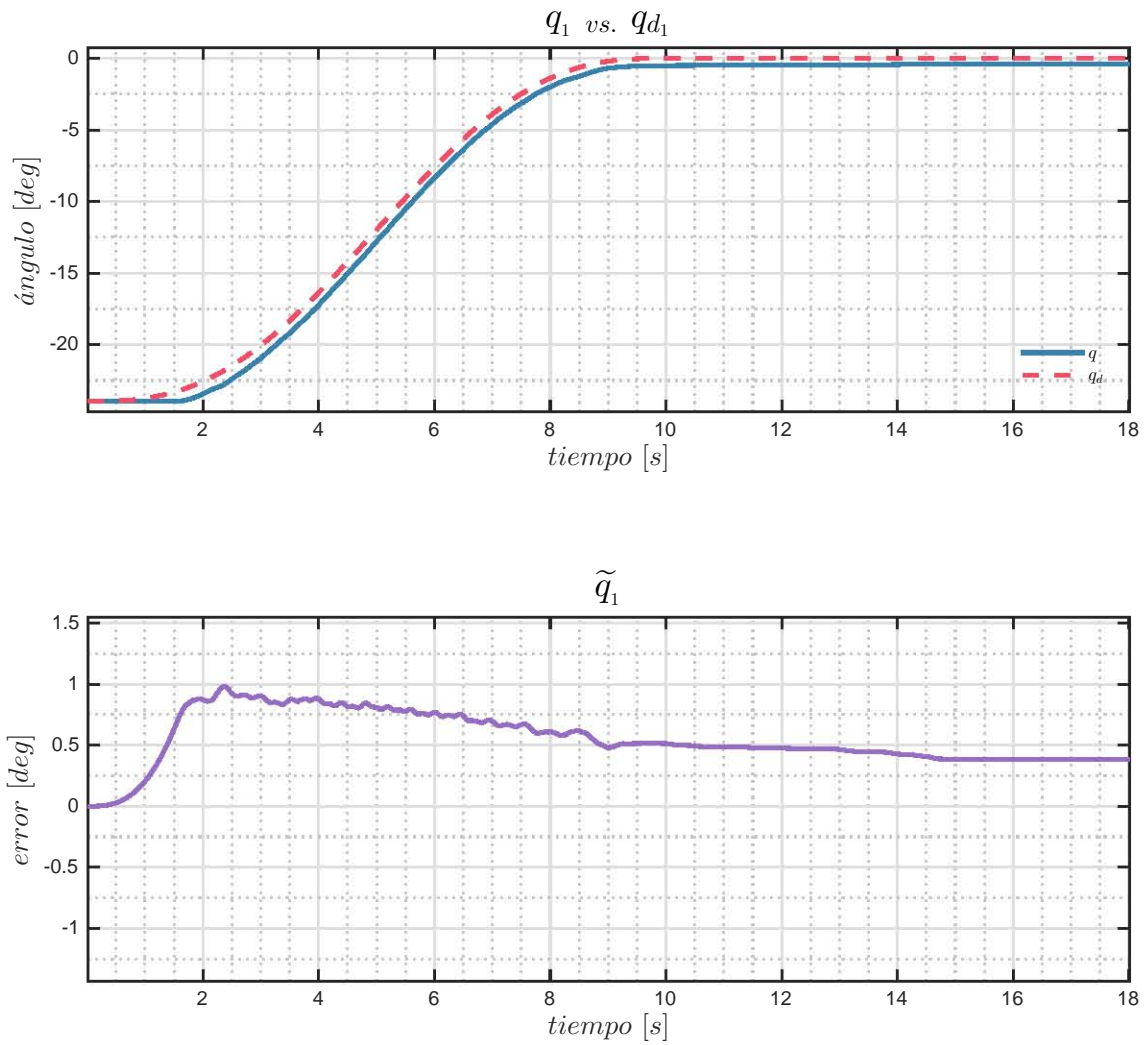 q₁ vs. q_d₁
0
-5
-10
-15
-20
ángulo [deg]
q
q_d
2 4 6 8 10 12 14 16 18
tiempo [s]
q̃₁
1.5
1
0.5
0
-0.5
-1
error [deg]
2 4 6 8 10 12 14 16 18
tiempo [s]